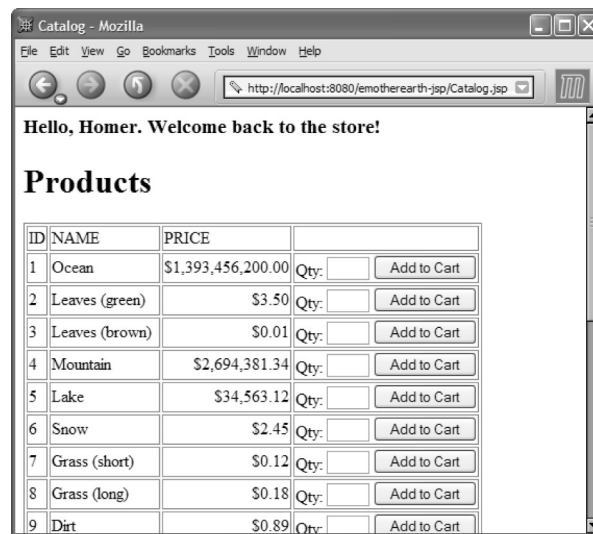 Catalog - Mozilla
File Edit View Go Bookmarks Tools Window Help
http://localhost:8080/emotherearth-jsp/Catalog.jsp
Hello, Homer. Welcome back to the store!
Products
ID NAME PRICE
1 Ocean $1,393,456,200.00 Qty: Add to Cart
2 Leaves (green) $3.50 Qty: Add to Cart
3 Leaves (brown) $0.01 Qty: Add to Cart
4 Mountain $2,694,381.34 Qty: Add to Cart
5 Lake $34,563.12 Qty: Add to Cart
6 Snow $2.45 Qty: Add to Cart
7 Grass (short) $0.12 Qty: Add to Cart
8 Grass (long) $0.18 Qty: Add to Cart
9 Dirt $0.89 Qty: Add to Cart